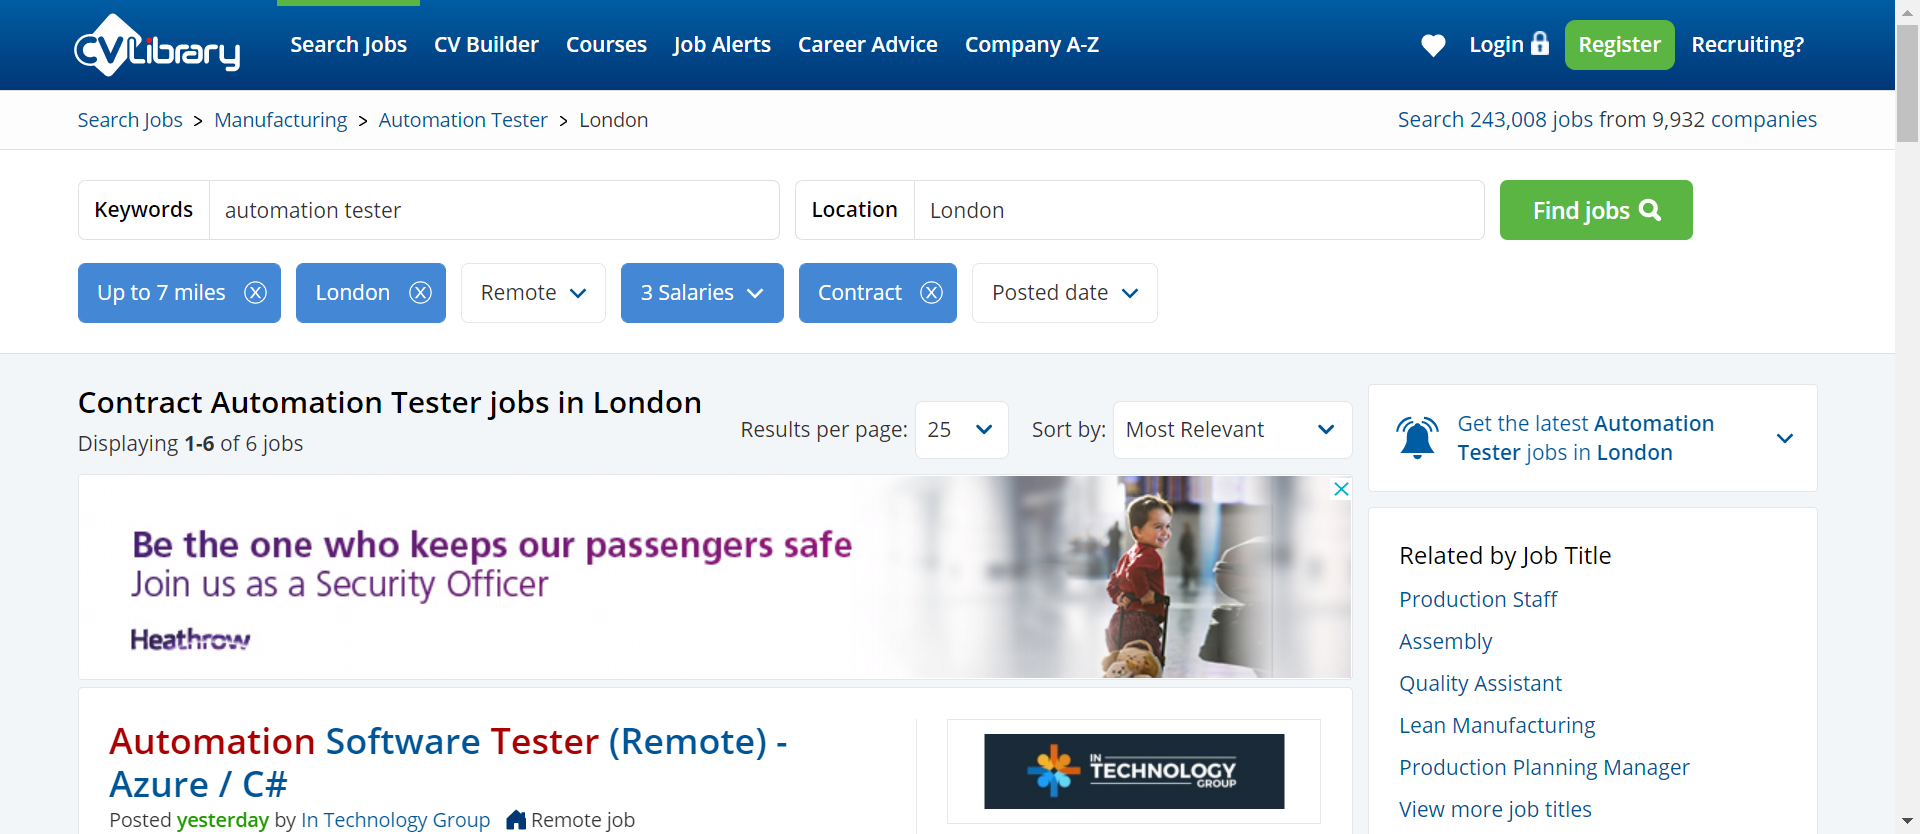 CVLibrary
Search Jobs CV Builder Courses Job Alerts Career Advice Company A-Z Login Register Recruiting?
Search Jobs > Manufacturing > Automation Tester > London
Search 243,008 jobs from 9,932 companies
Keywords automation tester Location London Find jobs
Up to 7 miles London Remote 3 Salaries Contract Posted date
Contract Automation Tester jobs in London
Displaying 1-6 of 6 jobs
Results per page: 25 Sort by: Most Relevant
Get the latest Automation
Tester jobs in London
Be the one who keeps our passengers safe
Join us as a Security Officer
Heathrow
Related by Job Title
Production Staff
Assembly
Quality Assistant
Lean Manufacturing
Production Planning Manager
View more job titles
Automation Software Tester (Remote) -
Azure / C#
Posted yesterday by In Technology Group Remote job
IN
TECHNOLOGY
GROUP